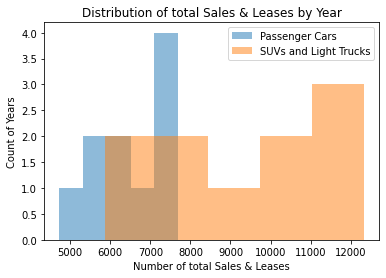 Distribution of total Sales & Leases by Year
Passenger Cars
SUVs and Light Trucks
Count of Years
4.0
3.5
3.0
2.5
2.0
1.5
1.0
0.5
0.0
5000 6000 7000 8000 9000 10000 11000 12000
Number of total Sales & Leases